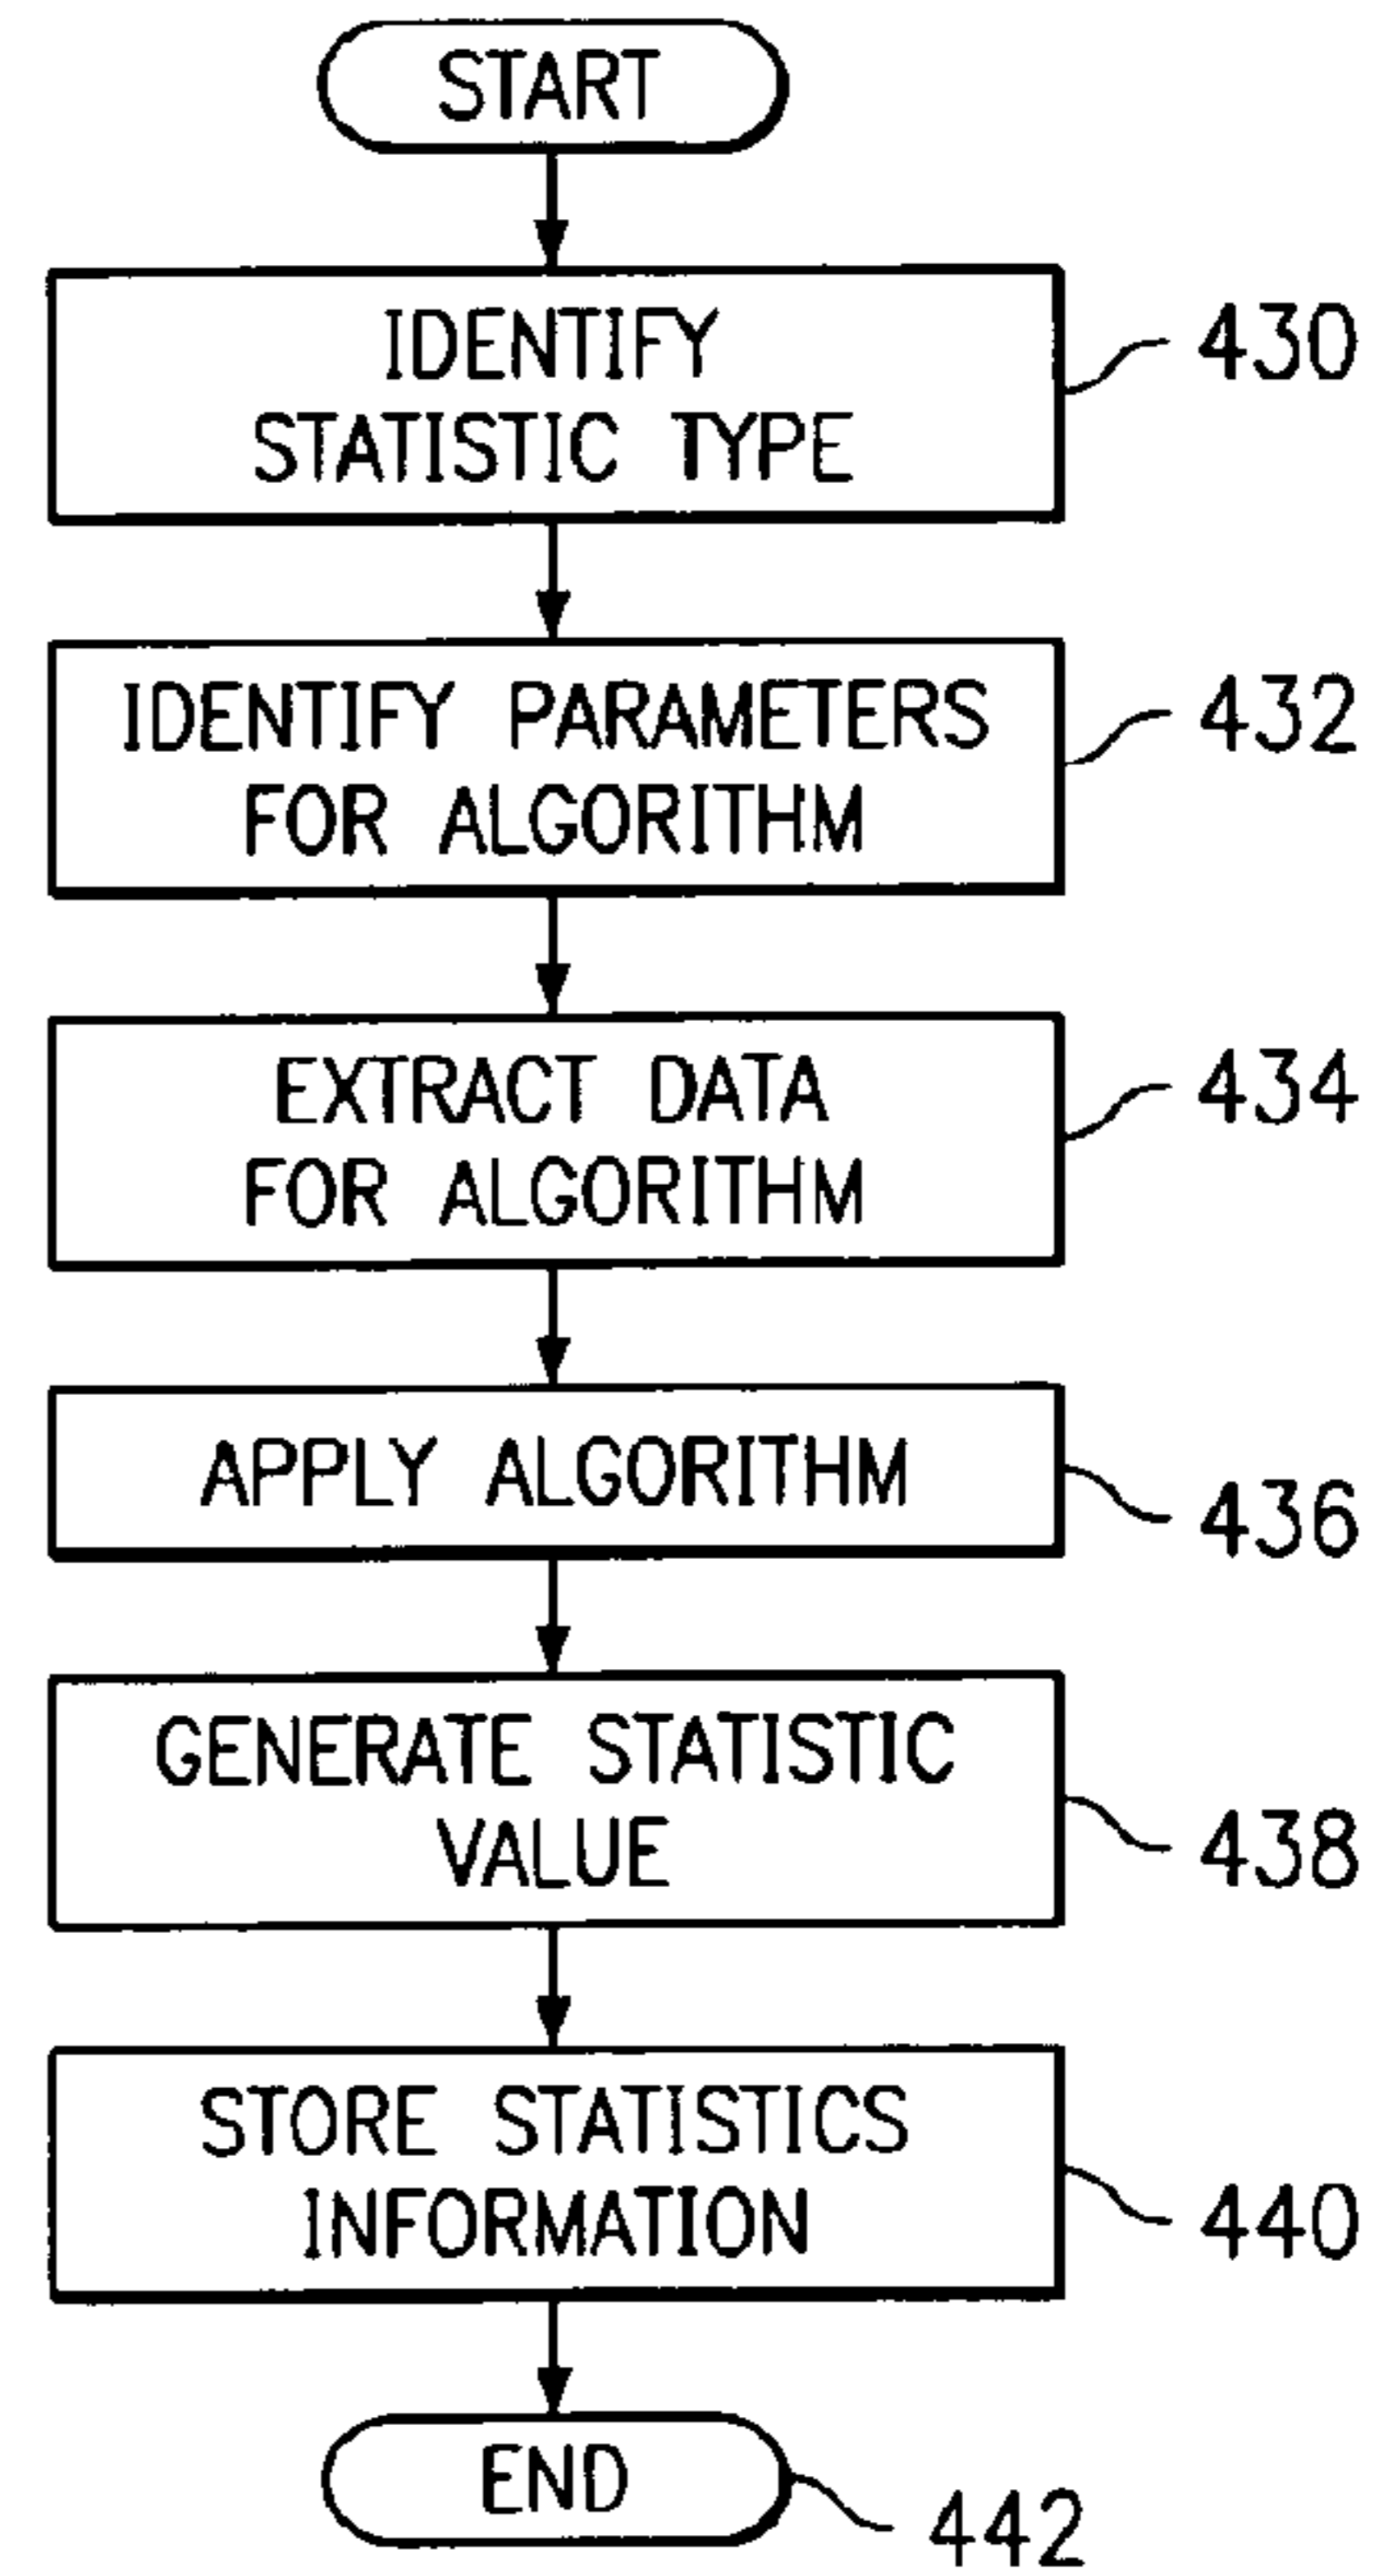 START
IDENTIFY
STATISTIC TYPE
430
IDENTIFY PARAMETERS
FOR ALGORITHM
432
EXTRACT DATA
FOR ALGORITHM
434
APPLY ALGORITHM
436
GENERATE STATISTIC
VALUE
438
STORE STATISTICS
INFORMATION
440
END
442